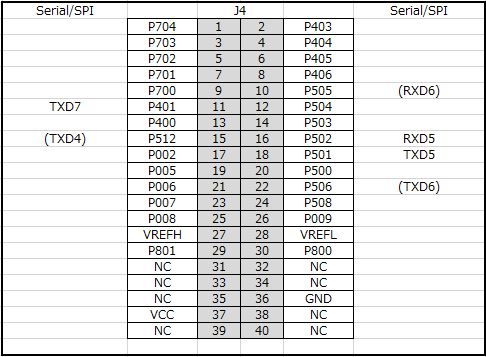 Serial/SPI J4 Serial/SPI
P704 1 2 P403
P703 3 4 P404
P702 5 6 P405
P701 7 8 P406
P700 9 10 P505 (RXD6)
TXD7 P401 11 12 P504
P400 13 14 P503
(TXD4) P512 15 16 P502 RXD5
P002 17 18 P501 TXD5
P005 19 20 P500
P006 21 22 P506 (TXD6)
P007 23 24 P508
P008 25 26 P009
VREFH 27 28 VREFL
P801 29 30 P800
NC 31 32 NC
NC 33 34 NC
NC 35 36 GND
VCC 37 38 NC
NC 39 40 NC